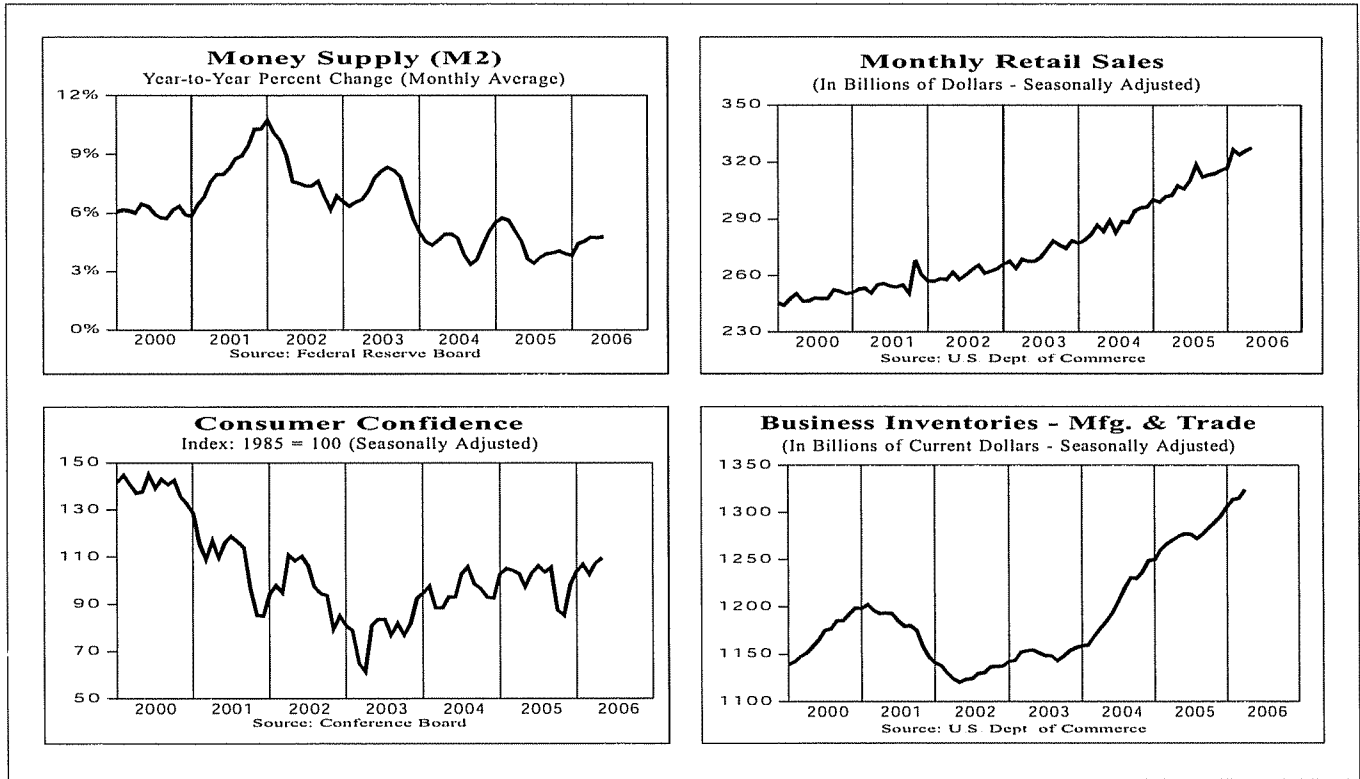 Money Supply (M2)
Year-to-Year Percent Change (Monthly Average)
12%
9%
6%
3%
0%
2000 2001 2002 2003 2004 2005 2006
Source: Federal Reserve Board
Monthly Retail Sales
(In Billions of Dollars - Seasonally Adjusted)
350
320
290
260
230
2000 2001 2002 2003 2004 2005 2006
Source: U.S. Dept. of Commerce
Consumer Confidence
Index: 1985 = 100 (Seasonally Adjusted)
150
130
110
90
70
50
2000 2001 2002 2003 2004 2005 2006
Source: Conference Board
Business Inventories - Mfg. & Trade
(In Billions of Current Dollars - Seasonally Adjusted)
1350
1300
1250
1200
1150
1100
2000 2001 2002 2003 2004 2005 2006
Source: U.S. Dept. of Commerce